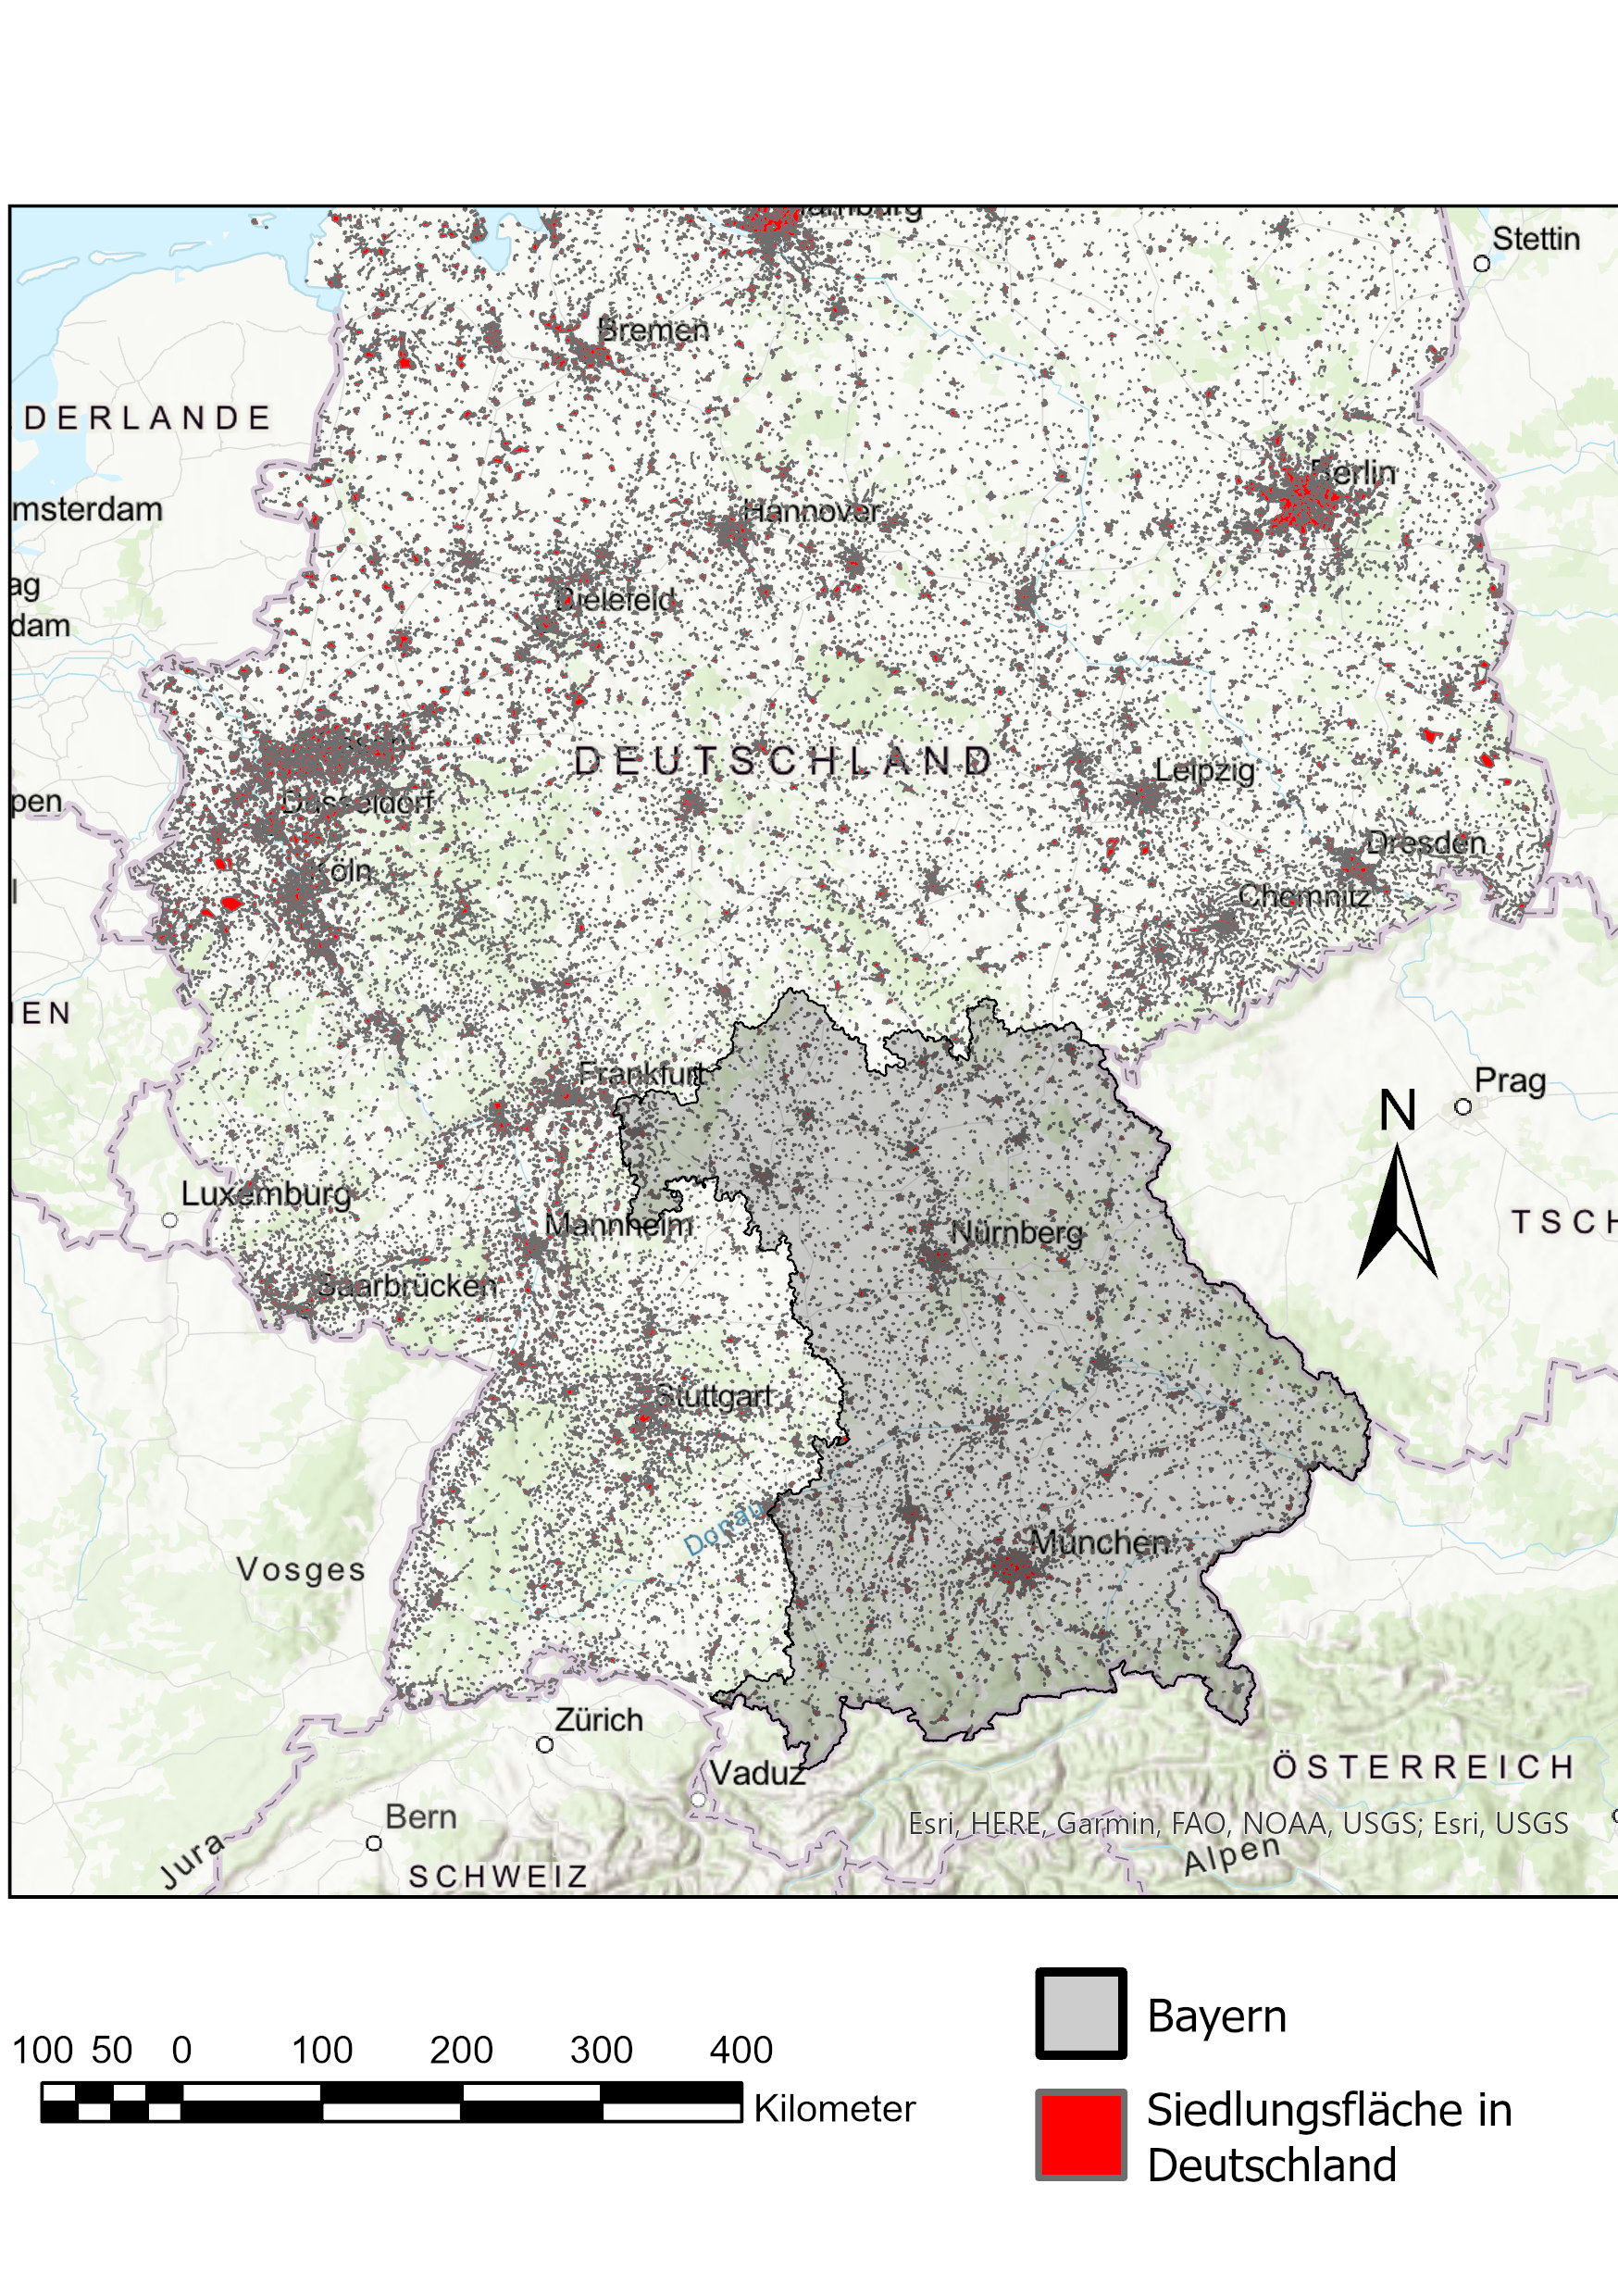 Stettin
Bremen
DERLANDE
Berlin
msterdam
Hannover
ag
Bielefeld
dam
DEUTSCHLAND
Leipzig
pen
Düsseldorf
Dresden
Köln
Chemnitz
IEN
Frankfurt
Prag
N
Luxemburg
Mannheim
Nürnberg
TSCH
Saarbrücken
Stuttgart
Donau
München
Vosges
Zürich
Vaduz
ÖSTERREICH
Bern
Esri, HERE, Garmin, FAO, NOAA, USGS; Esri, USGS
Jura
Alpen
SCHWEIZ
100 50 0 100 200 300 400
Kilometer
Bayern
Siedlungsfläche in
Deutschland